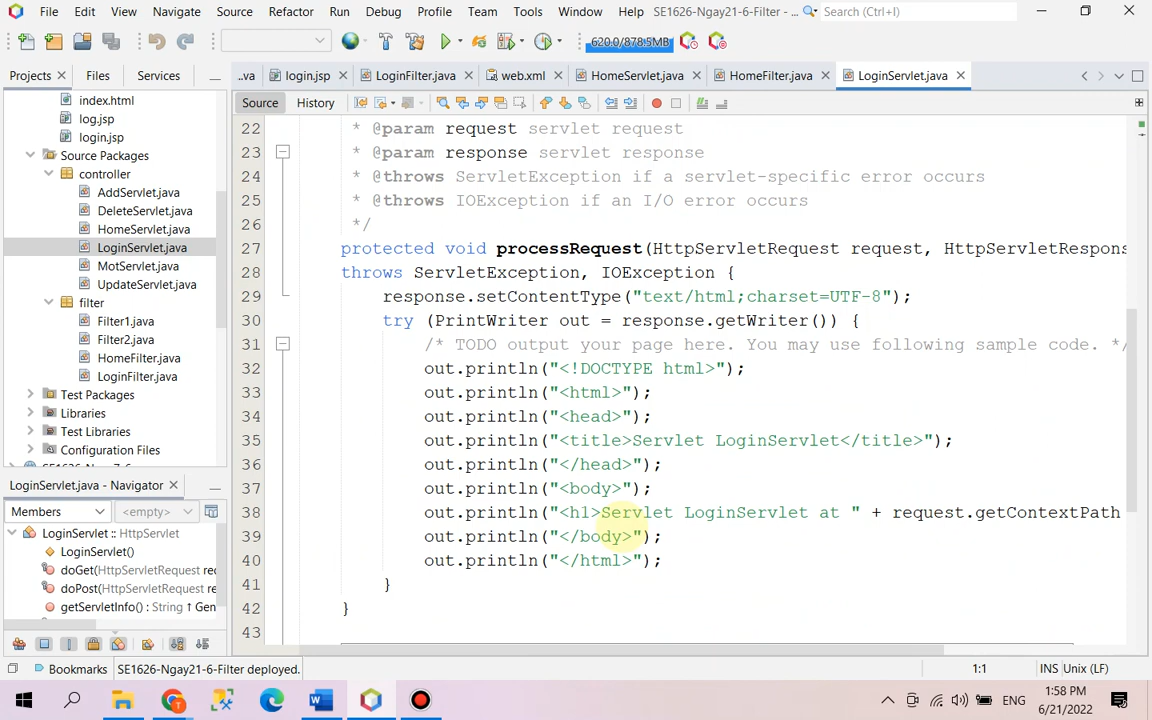 File Edit View Navigate Source Refactor Run Debug Profile Team Tools Window Help SE1626-Ngay21-6-Filter - ... Search (Ctrl+I)
620.0/878.5MB
Projects Files Services
..va login.jsp LoginFilter.java web.xml HomeServlet.java HomeFilter.java LoginServlet.java
Source History
index.html
log.jsp
login.jsp
Source Packages
controller
AddServlet.java
DeleteServlet.java
HomeServlet.java
LoginServlet.java
MotServlet.java
UpdateServlet.java
filter
Filter1.java
Filter2.java
HomeFilter.java
LoginFilter.java
Test Packages
Libraries
Test Libraries
Configuration Files
LoginServlet.java - Navigator
Members <empty>
LoginServlet :: HttpServlet
LoginServlet()
doGet(HttpServletRequest rec
doPost(HttpServletRequest re
getServletInfo() : String ↑ Gen
22 * @param request servlet request
23 * @param response servlet response
24 * @throws ServletException if a servlet-specific error occurs
25 * @throws IOException if an I/O error occurs
26 */
27 protected void processRequest(HttpServletRequest request, HttpServletRespons
28 throws ServletException, IOException {
29 response.setContentType("text/html;charset=UTF-8");
30 try (PrintWriter out = response.getWriter()) {
31 /* TODO output your page here. You may use following sample code. */
32 out.println("<!DOCTYPE html>");
33 out.println("<html>");
34 out.println("<head>");
35 out.println("<title>Servlet LoginServlet</title>");
36 out.println("</head>");
37 out.println("<body>");
38 out.println("<h1>Servlet LoginServlet at " + request.getContextPath
39 out.println("</body>");
40 out.println("</html>");
41 }
42 }
43
Bookmarks SE1626-Ngay21-6-Filter deployed. 1:1 INS Unix (LF)
ENG 1:58 PM
6/21/2022